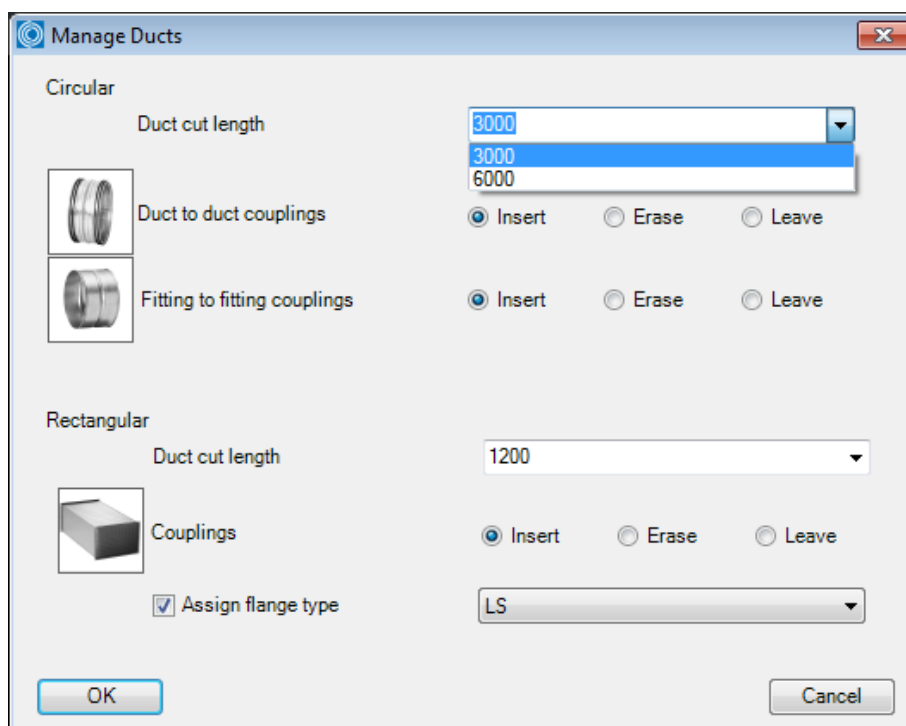 Manage Ducts
Circular
Duct cut length 3000
3000
6000
Duct to duct couplings Insert Erase Leave
Fitting to fitting couplings Insert Erase Leave
Rectangular
Duct cut length 1200
Couplings Insert Erase Leave
Assign flange type LS
OK Cancel